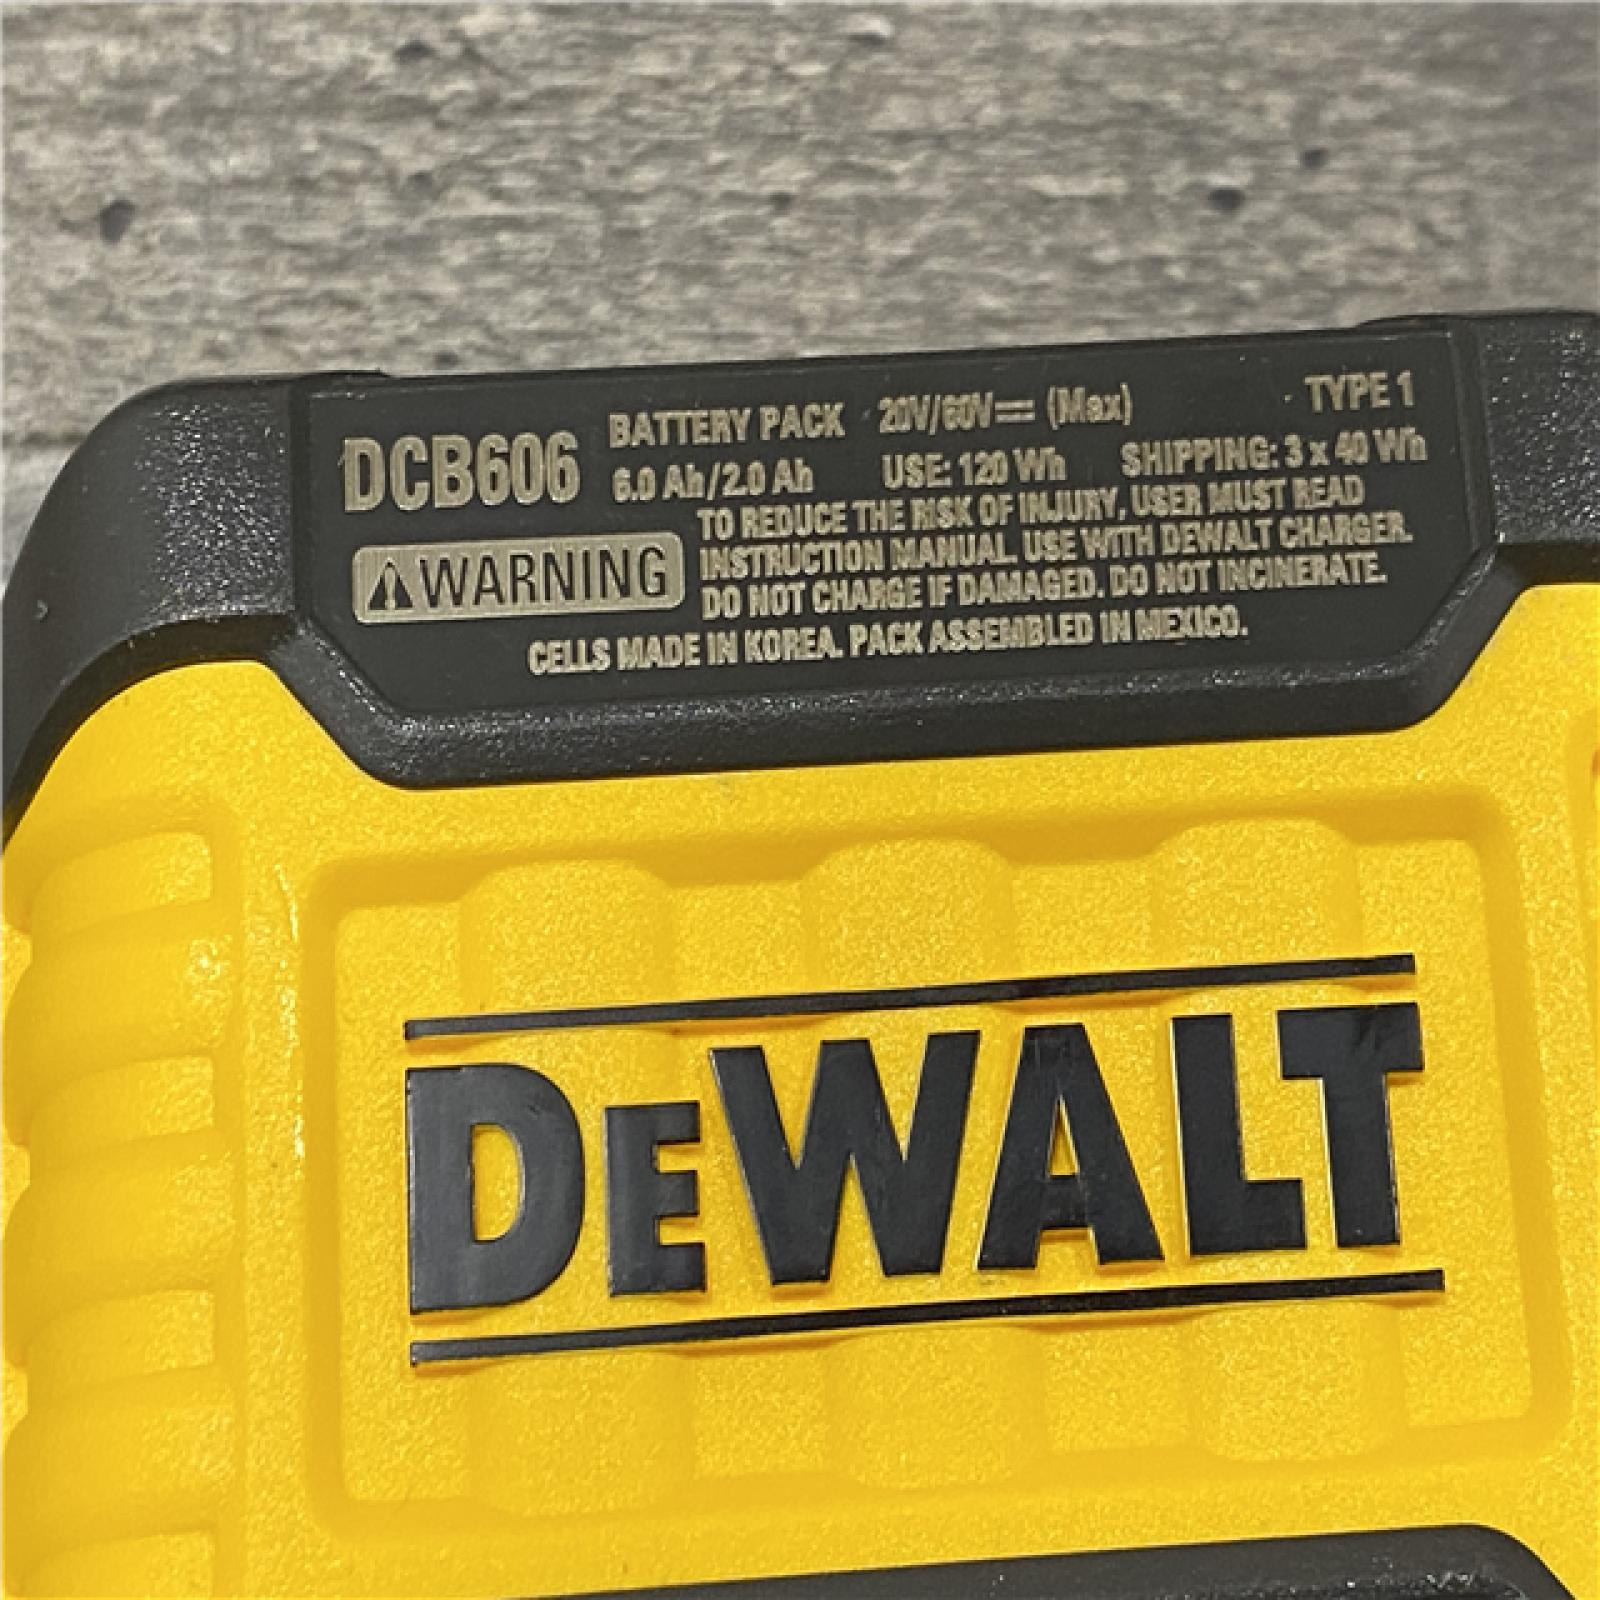 DCB606 BATTERY PACK 20V/60V⎓ (Max) TYPE 1
6.0 Ah/2.0 Ah USE: 120 Wh SHIPPING: 3 x 40 Wh
⚠WARNING TO REDUCE THE RISK OF INJURY, USER MUST READ
INSTRUCTION MANUAL. USE WITH DEWALT CHARGER.
DO NOT CHARGE IF DAMAGED. DO NOT INCINERATE.
CELLS MADE IN KOREA. PACK ASSEMBLED IN MEXICO.
DEWALT